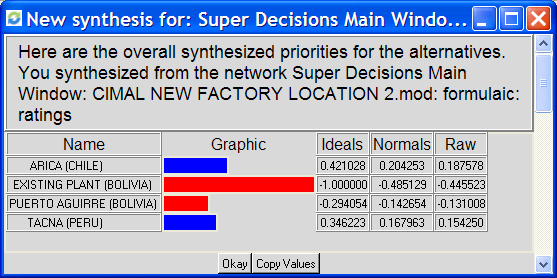 New synthesis for: Super Decisions Main Windo...
Here are the overall synthesized priorities for the alternatives.
You synthesized from the network Super Decisions Main
Window: CIMAL NEW FACTORY LOCATION 2.mod: formulaic:
ratings
Name Graphic Ideals Normals Raw
ARICA (CHILE) 0.421028 0.204253 0.187578
EXISTING PLANT (BOLIVIA) -1.000000 -0.485129 -0.445523
PUERTO AGUIRRE (BOLIVIA) -0.294054 -0.142654 -0.131008
TACNA (PERU) 0.346223 0.167963 0.154250
Okay Copy Values